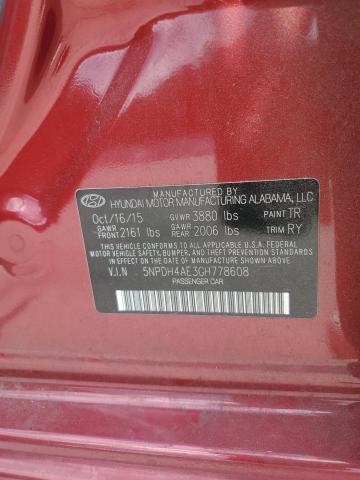 MANUFACTURED BY
HYUNDAI MOTOR MANUFACTURING ALABAMA, LLC
Oct/16/15 GVWR 3880 lbs PAINT TR
GAWR FRONT 2161 lbs GAWR REAR 2006 lbs TRIM RY
THIS VEHICLE CONFORMS TO ALL APPLICABLE U.S.A. FEDERAL
MOTOR VEHICLE SAFETY, BUMPER, AND THEFT PREVENTION STANDARDS
IN EFFECT ON THE DATE OF MANUFACTURE SHOWN ABOVE.
V.I.N 5NPDH4AE3GH778608
PASSENGER CAR